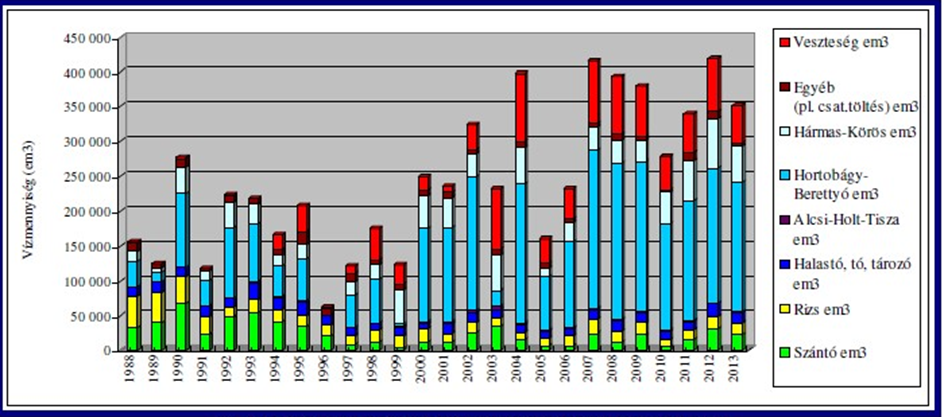 Vízmennyiség (em3)
450 000
400 000
350 000
300 000
250 000
200 000
150 000
100 000
50 000
0
1988
1989
1990
1991
1992
1993
1994
1995
1996
1997
1998
1999
2000
2001
2002
2003
2004
2005
2006
2007
2008
2009
2010
2011
2012
2013
Veszteség em3
Egyéb
(pl. csat.töltés) em3
Hármas-Körös em3
Hortobágy-
Berettyó em3
Alcsi-Holt-Tisza
em3
Halastó, tó, tározó
em3
Rizs em3
Szántó em3